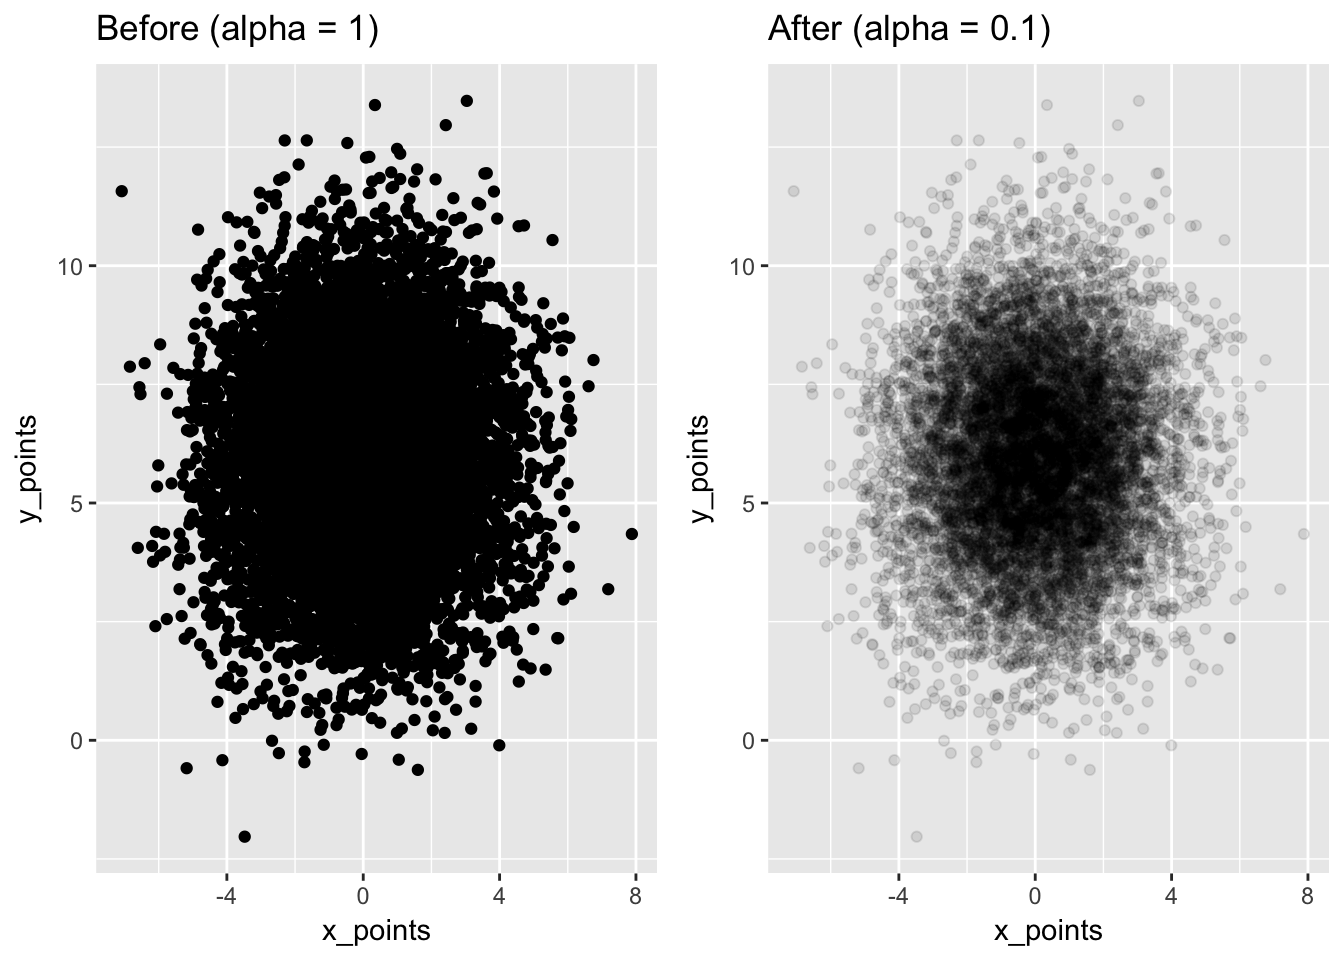 Before (alpha = 1)
y_points
10
5
0
-4 0 4 8
x_points
After (alpha = 0.1)
y_points
10
5
0
-4 0 4 8
x_points